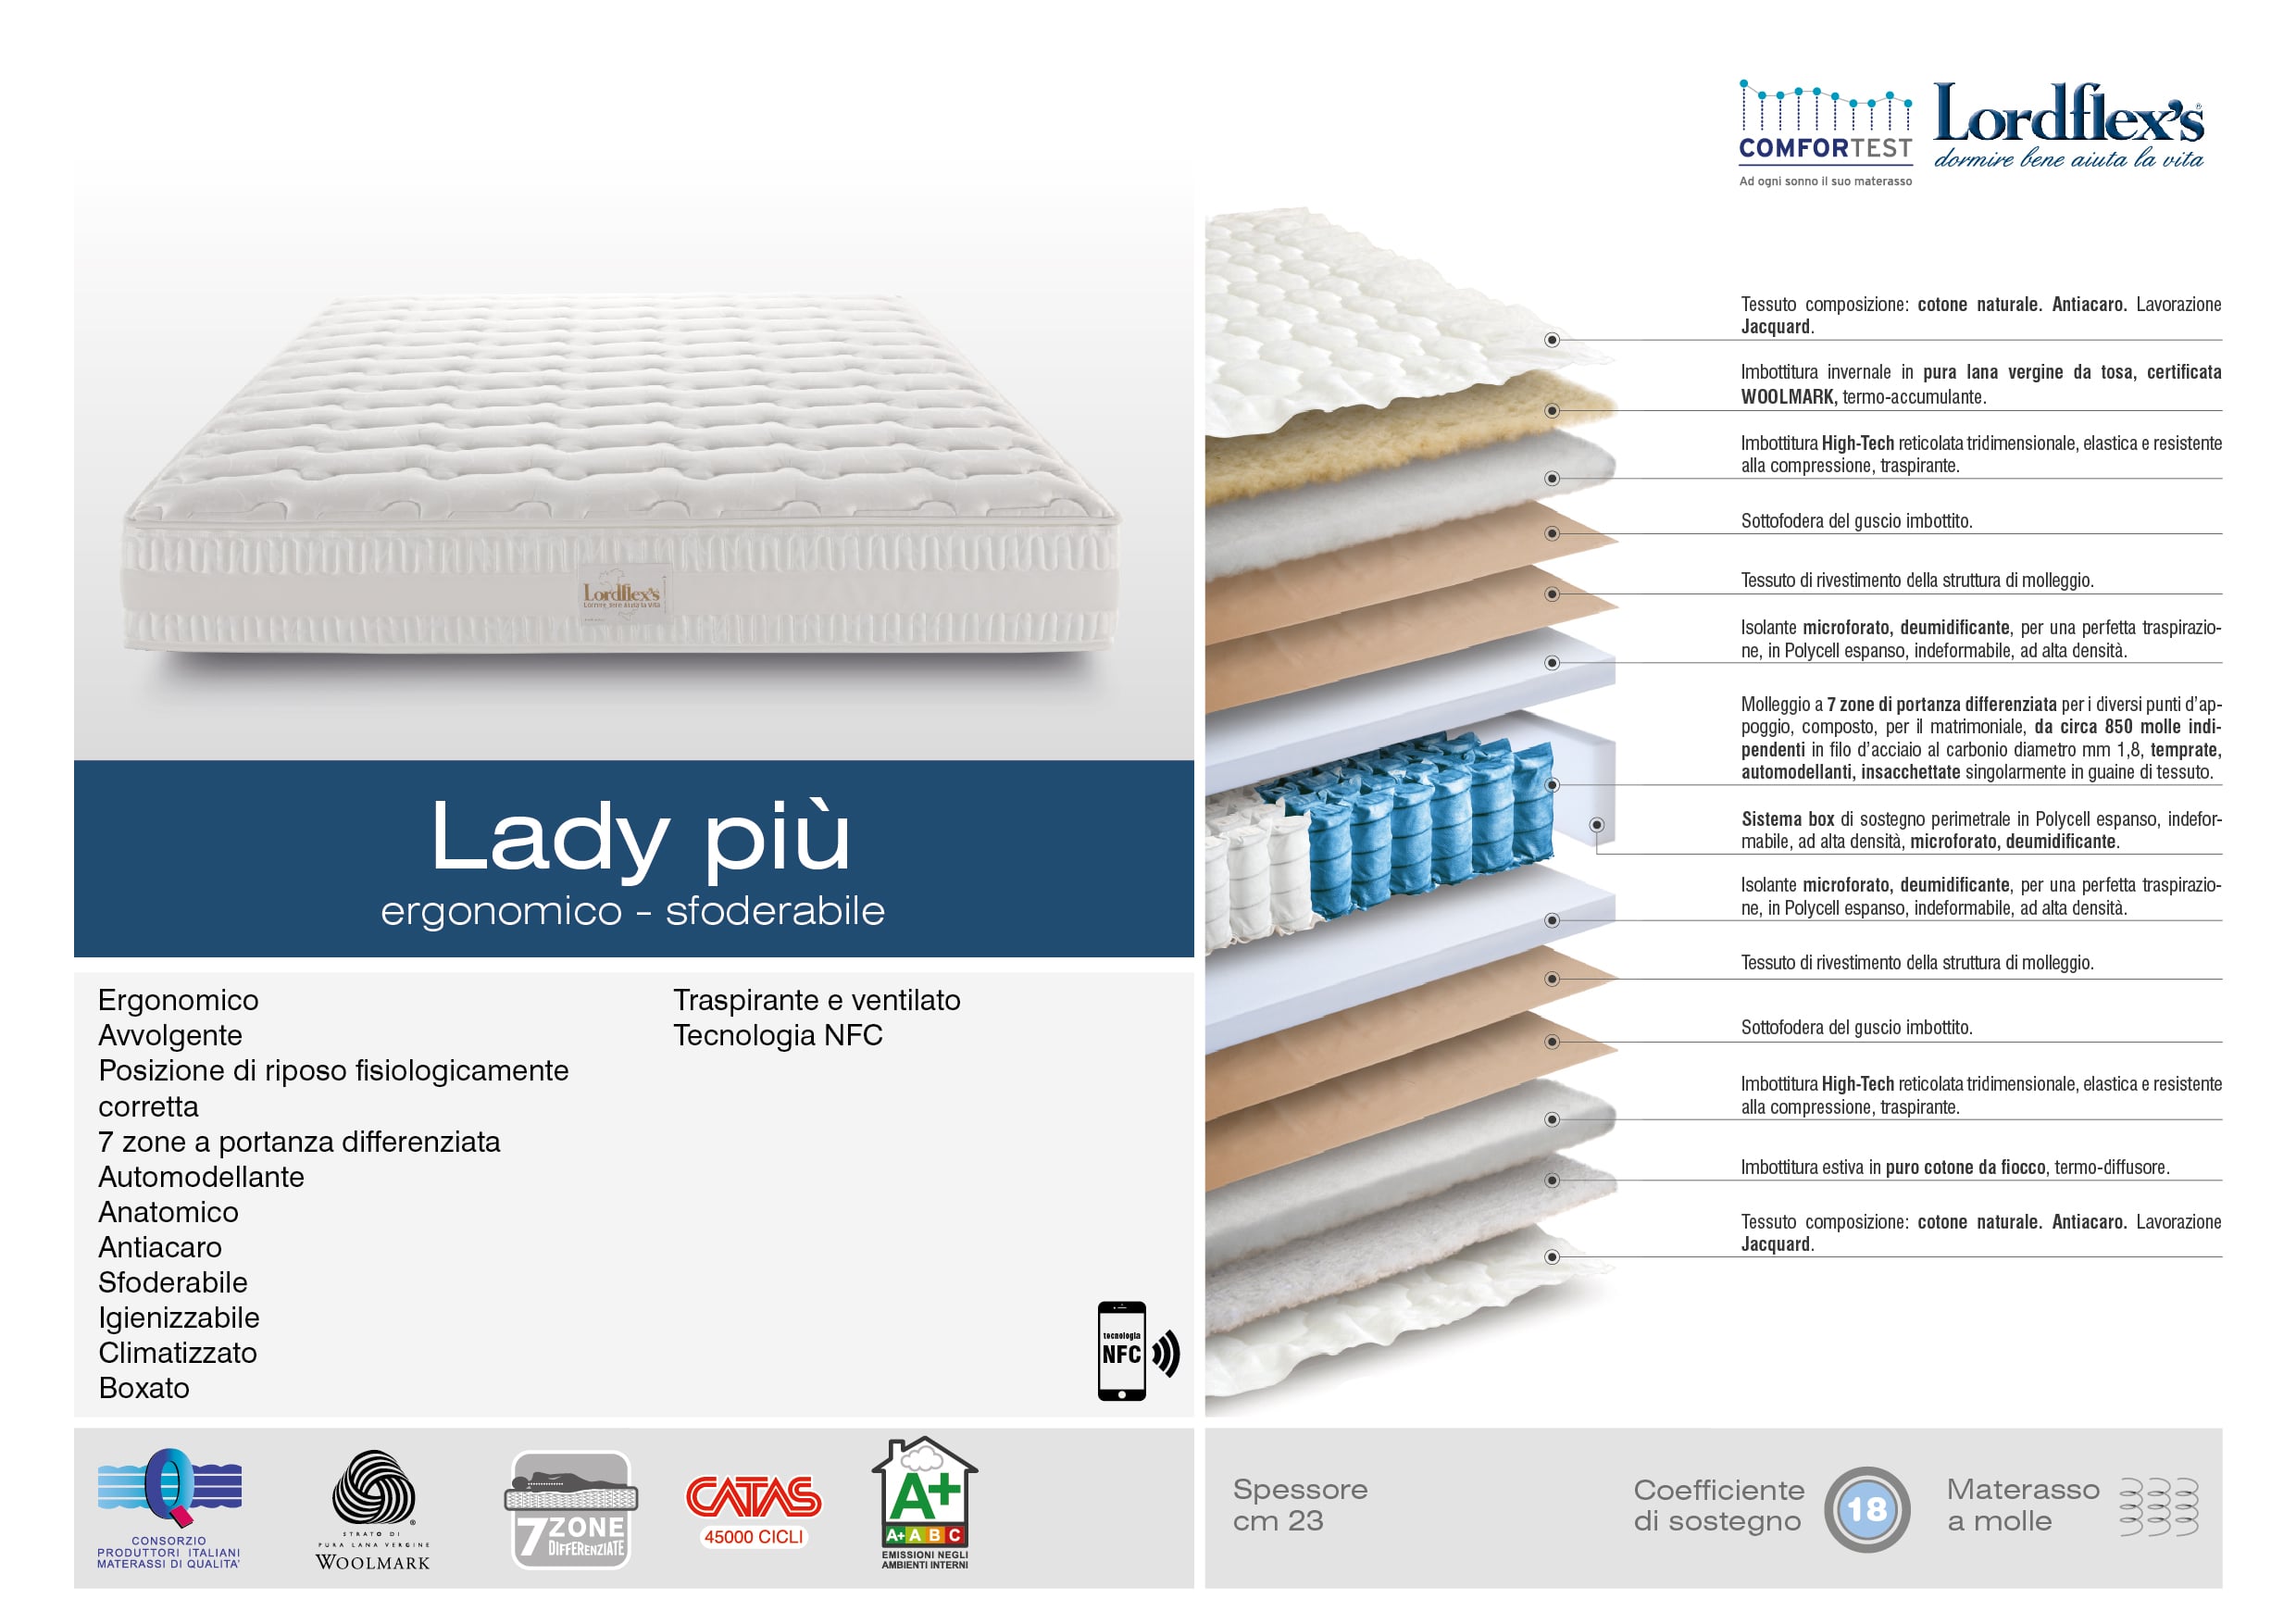 COMFORTEST
Ad ogni sonno il suo materasso
Lordflex's
dormire bene aiuta la vita
Tessuto composizione: cotone naturale. Antiacaro. Lavorazione
Jacquard.
Imbottitura invernale in pura lana vergine da tosa, certificata
WOOLMARK, termo-accumulante.
Imbottitura High-Tech reticolata tridimensionale, elastica e resistente
alla compressione, traspirante.
Sottofodera del guscio imbottito.
Tessuto di rivestimento della struttura di molleggio.
Isolante microforato, deumidificante, per una perfetta traspirazio-
ne, in Polycell espanso, indeformabile, ad alta densità.
Molleggio a 7 zone di portanza differenziata per i diversi punti d'ap-
poggio, composto, per il matrimoniale, da circa 850 molle indi-
pendenti in filo d'acciaio al carbonio diametro mm 1,8, temprate,
automodellanti, insacchettate singolarmente in guaine di tessuto.
Sistema box di sostegno perimetrale in Polycell espanso, indefor-
mabile, ad alta densità, microforato, deumidificante.
Isolante microforato, deumidificante, per una perfetta traspirazio-
ne, in Polycell espanso, indeformabile, ad alta densità.
Tessuto di rivestimento della struttura di molleggio.
Sottofodera del guscio imbottito.
Imbottitura High-Tech reticolata tridimensionale, elastica e resistente
alla compressione, traspirante.
Imbottitura estiva in puro cotone da fiocco, termo-diffusore.
Tessuto composizione: cotone naturale. Antiacaro. Lavorazione
Jacquard.
Lordflex's
Dormire bene aiuta la vita
Lady più
ergonomico - sfoderabile
Ergonomico
Avvolgente
Posizione di riposo fisiologicamente
corretta
7 zone a portanza differenziata
Automodellante
Anatomico
Antiacaro
Sfoderabile
Igienizzabile
Climatizzato
Boxato
Traspirante e ventilato
Tecnologia NFC
tecnologia
NFC
CONSORZIO
PRODUTTORI ITALIANI
MATERASSI DI QUALITA'
STRATO DI
PURA LANA VERGINE
WOOLMARK
7 ZONE
DIFFERENZIATE
CATAS
45000 CICLI
A+
A+ A B C
EMISSIONI NEGLI
AMBIENTI INTERNI
Spessore
cm 23
Coefficiente
di sostegno
18
Materasso
a molle